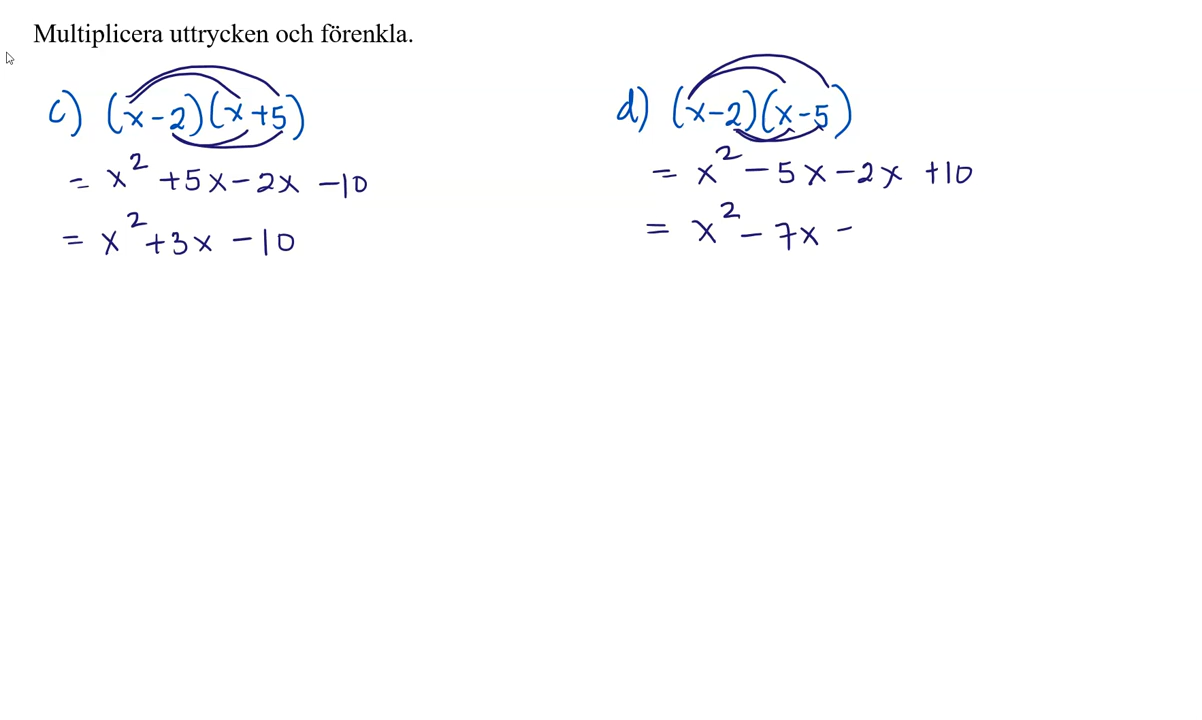 Multiplicera uttrycken och förenkla.
c) (x-2)(x+5)
= x² +5x-2x -10
= x²+3x -10
d) (x-2)(x-5)
= x² -5x-2x +10
= x² - 7x -